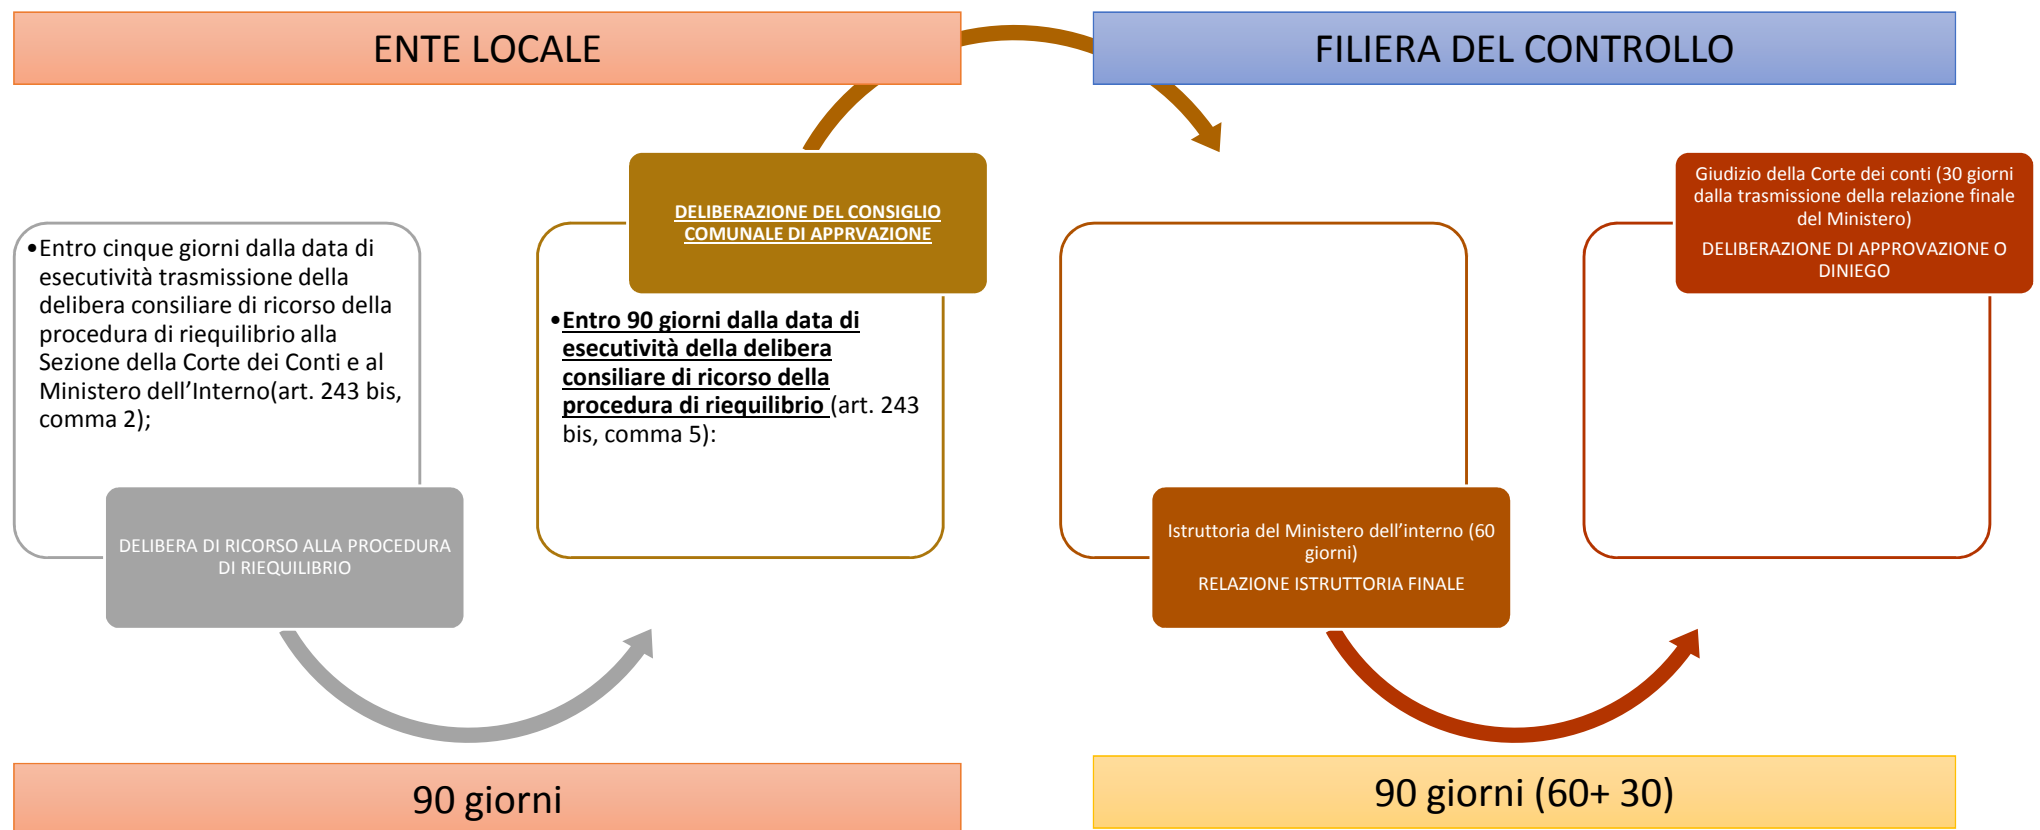 ENTE LOCALE
FILIERA DEL CONTROLLO
•Entro cinque giorni dalla data di
esecutività trasmissione della
delibera consiliare di ricorso della
procedura di riequilibrio alla
Sezione della Corte dei Conti e al
Ministero dell'Interno(art. 243 bis,
comma 2);
DELIBERA DI RICORSO ALLA PROCEDURA
DI RIEQUILIBRIO
DELIBERAZIONE DEL CONSIGLIO
COMUNALE DI APPRVAZIONE
•Entro 90 giorni dalla data di
esecutività della delibera
consiliare di ricorso della
procedura di riequilibrio (art. 243
bis, comma 5):
Istruttoria del Ministero dell'interno (60
giorni)
RELAZIONE ISTRUTTORIA FINALE
Giudizio della Corte dei conti (30 giorni
dalla trasmissione della relazione finale
del Ministero)
DELIBERAZIONE DI APPROVAZIONE O
DINIEGO
90 giorni
90 giorni (60+ 30)